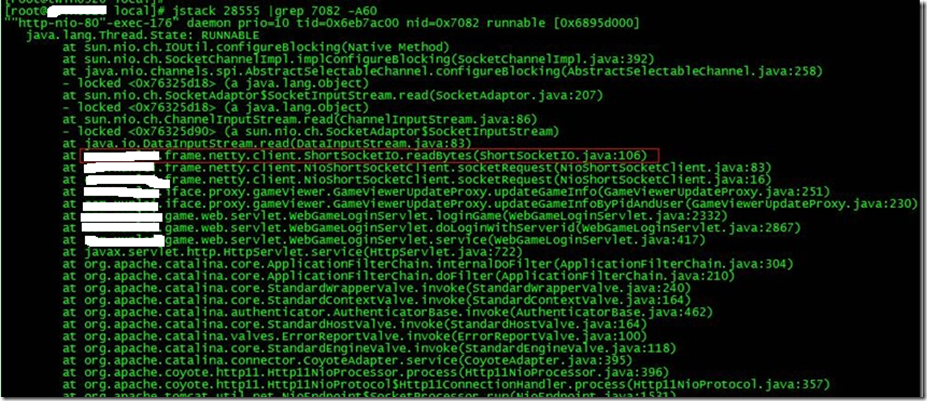 [root@ local]# jstack 28555 |grep 7082 -A60
""http-nio-80"-exec-176" daemon prio=10 tid=0x6eb7ac00 nid=0x7082 runnable [0x6895d000]
java.lang.Thread.State: RUNNABLE
at sun.nio.ch.IOUtil.configureBlocking(Native Method)
at sun.nio.ch.SocketChannelImpl.implConfigureBlocking(SocketChannelImpl.java:392)
at java.nio.channels.spi.AbstractSelectableChannel.configureBlocking(AbstractSelectableChannel.java:258)
- locked <0x76325d18> (a java.lang.Object)
at sun.nio.ch.SocketAdaptor$SocketInputStream.read(SocketAdaptor.java:207)
- locked <0x76325d18> (a java.lang.Object)
at sun.nio.ch.ChannelInputStream.read(ChannelInputStream.java:86)
- locked <0x76325d90> (a sun.nio.ch.SocketAdaptor$SocketInputStream)
at java.io.DataInputStream.read(DataInputStream.java:83)
at .frame.netty.client.ShortSocketIO.readBytes(ShortSocketIO.java:106)
at .frame.netty.client.NioShortSocketClient.socketRequest(NioShortSocketClient.java:83)
at .frame.netty.client.NioShortSocketClient.socketRequest(NioShortSocketClient.java:16)
at .iface.proxy.gameViewer.GameViewerUpdateProxy.updateGameInfo(GameViewerUpdateProxy.java:251)
at .iface.proxy.gameViewer.GameViewerUpdateProxy.updateGameInfoByPidAndUser(GameViewerUpdateProxy.java:230)
at .game.web.servlet.WebGameLoginServlet.loginGame(WebGameLoginServlet.java:2332)
at .game.web.servlet.WebGameLoginServlet.doLoginWithServerid(WebGameLoginServlet.java:2867)
at .game.web.servlet.WebGameLoginServlet.service(WebGameLoginServlet.java:417)
at javax.servlet.http.HttpServlet.service(HttpServlet.java:722)
at org.apache.catalina.core.ApplicationFilterChain.internalDoFilter(ApplicationFilterChain.java:304)
at org.apache.catalina.core.ApplicationFilterChain.doFilter(ApplicationFilterChain.java:210)
at org.apache.catalina.core.StandardWrapperValve.invoke(StandardWrapperValve.java:240)
at org.apache.catalina.core.StandardContextValve.invoke(StandardContextValve.java:164)
at org.apache.catalina.authenticator.AuthenticatorBase.invoke(AuthenticatorBase.java:462)
at org.apache.catalina.core.StandardHostValve.invoke(StandardHostValve.java:164)
at org.apache.catalina.valves.ErrorReportValve.invoke(ErrorReportValve.java:100)
at org.apache.catalina.core.StandardEngineValve.invoke(StandardEngineValve.java:118)
at org.apache.catalina.connector.CoyoteAdapter.service(CoyoteAdapter.java:395)
at org.apache.coyote.http11.Http11NioProcessor.process(Http11NioProcessor.java:396)
at org.apache.coyote.http11.Http11NioProtocol$Http11ConnectionHandler.process(Http11NioProtocol.java:357)
at org.apache.tomcat.util.net.NioEndpoint$SocketProcessor.run(NioEndpoint.java:1531)